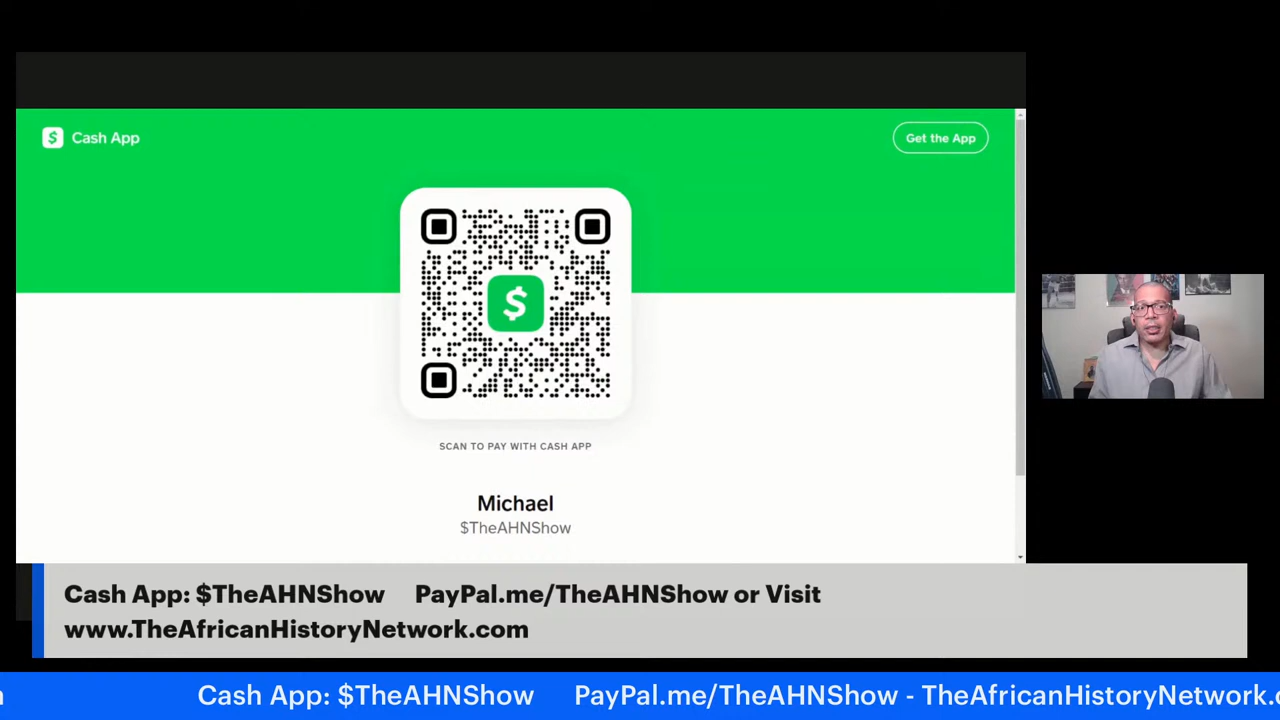 Cash App
Get the App
$
SCAN TO PAY WITH CASH APP
Michael
$TheAHNShow
Cash App: $TheAHNShow PayPal.me/TheAHNShow or Visit
www.TheAfricanHistoryNetwork.com
Cash App: $TheAHNShow PayPal.me/TheAHNShow - TheAfricanHistoryNetwork.